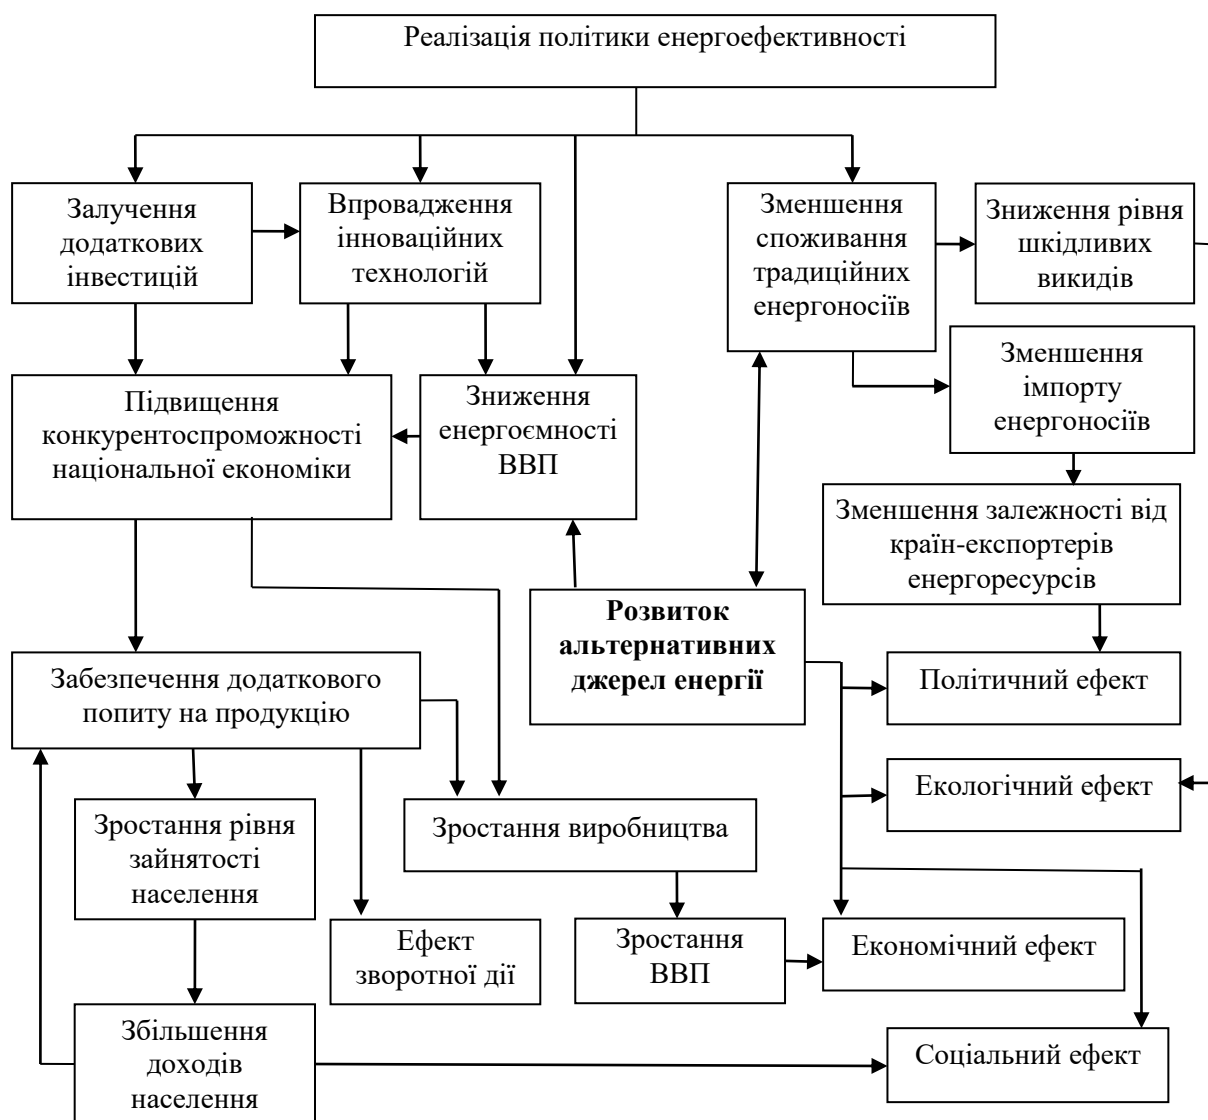 Реалізація політики енергоефективності
Залучення
додаткових
інвестицій
Впровадження
інноваційних
технологій
Зменшення
споживання
традиційних
енергоносіїв
Зниження рівня
шкідливих
викидів
Зменшення
імпорту
енергоносіїв
Підвищення
конкурентоспроможності
національної економіки
Зниження
енергоємності
ВВП
Зменшення залежності від
країн-експортерів
енергоресурсів
Розвиток
альтернативних
джерел енергії
Забезпечення додаткового
попиту на продукцію
Політичний ефект
Екологічний ефект
Зростання рівня
зайнятості
населення
Зростання виробництва
Ефект
зворотної дії
Зростання
ВВП
Економічний ефект
Збільшення
доходів
населення
Соціальний ефект